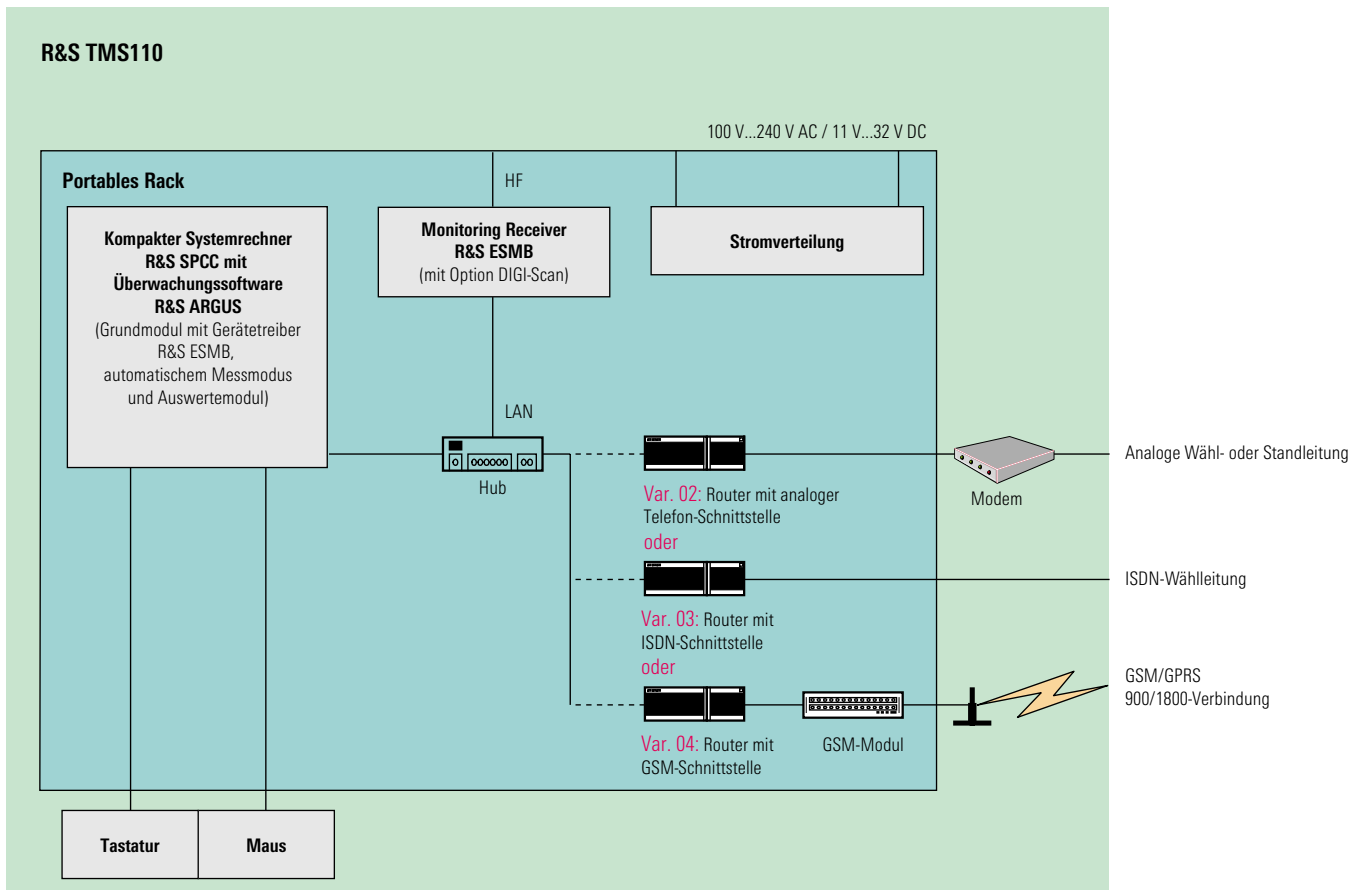 R&S TMS110
100 V...240 V AC / 11 V...32 V DC
Portables Rack
HF
Kompakter Systemrechner
R&S SPCC mit
Überwachungssoftware
R&S ARGUS
(Grundmodul mit Gerätetreiber
R&S ESMB,
automatischem Messmodus
und Auswertemodul)
Monitoring Receiver
R&S ESMB
(mit Option DIGI-Scan)
Stromverteilung
LAN
Hub
Var. 02: Router mit analoger
Telefon-Schnittstelle
oder
Modem
Analoge Wähl- oder Standleitung
Var. 03: Router mit
ISDN-Schnittstelle
oder
ISDN-Wählleitung
Var. 04: Router mit
GSM-Schnittstelle
GSM-Modul
GSM/GPRS
900/1800-Verbindung
Tastatur
Maus